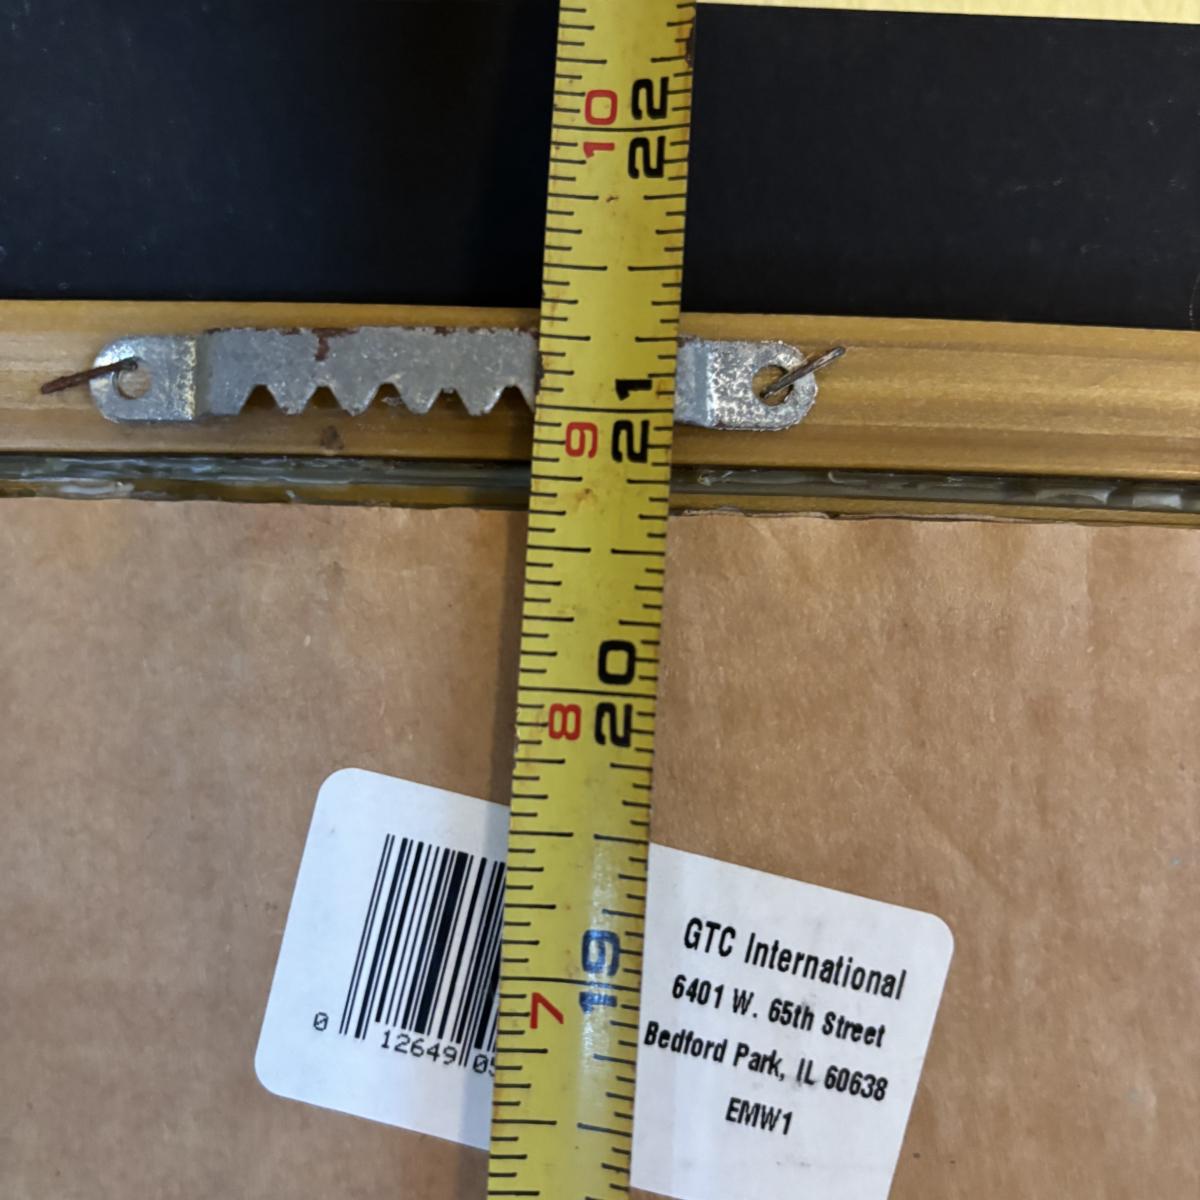 10 22
9 21
8 20
7 19
0 12649 05
GTC International
6401 W. 65th Street
Bedford Park, IL 60638
EMW1